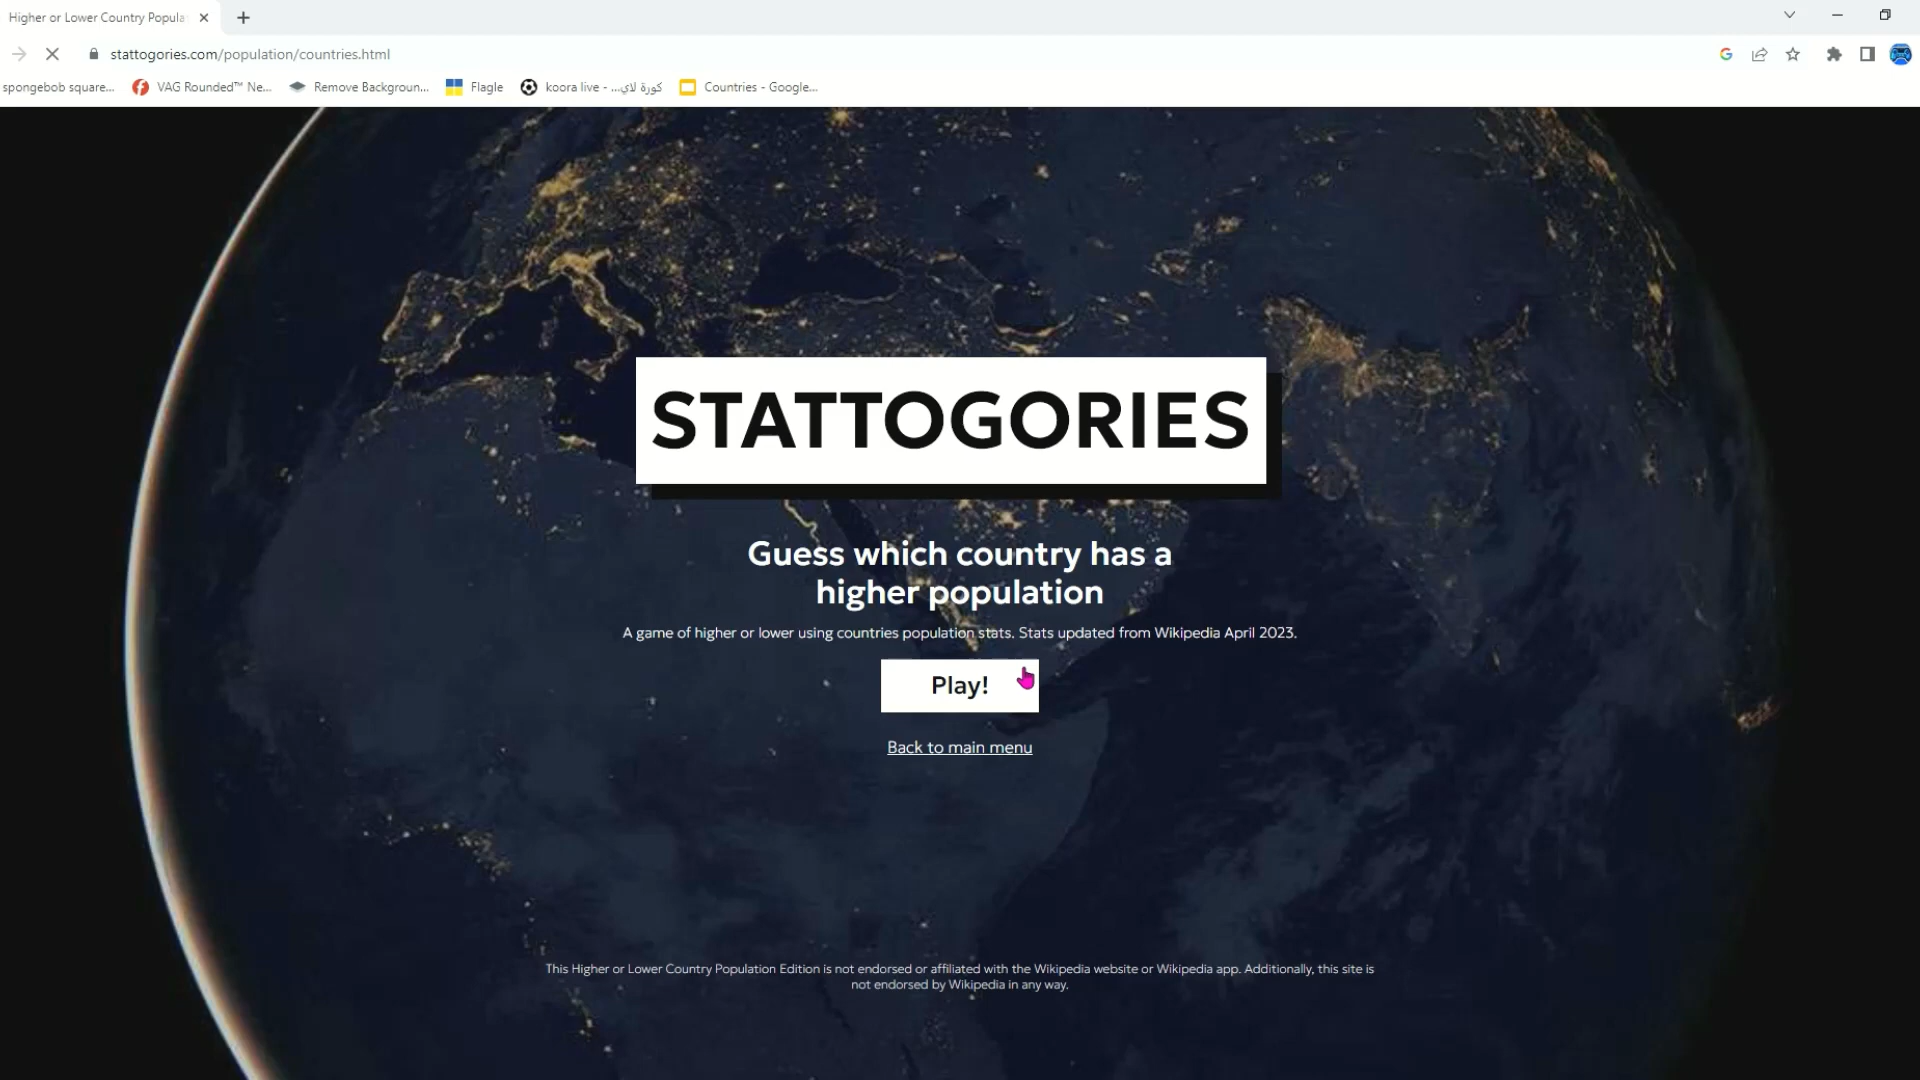 Higher or Lower Country Popula
stattogories.com/population/countries.html
spongebob square...
VAG Rounded™ Ne...
Remove Backgroun...
Flagle
koora live - ...كورة لاي
Countries - Google...
STATTOGORIES
Guess which country has a
higher population
A game of higher or lower using countries population stats. Stats updated from Wikipedia April 2023.
Play!
Back to main menu
This Higher or Lower Country Population Edition is not endorsed or affiliated with the Wikipedia website or Wikipedia app. Additionally, this site is
not endorsed by Wikipedia in any way.